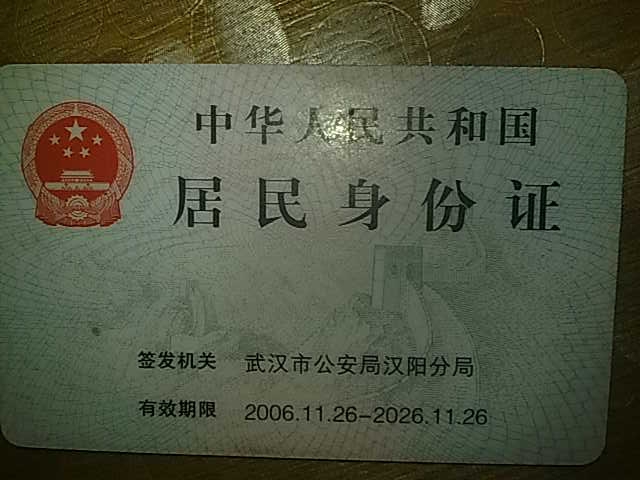 中华人民共和国
居民身份证
签发机关 武汉市公安局汉阳分局
有效期限 2006.11.26-2026.11.26